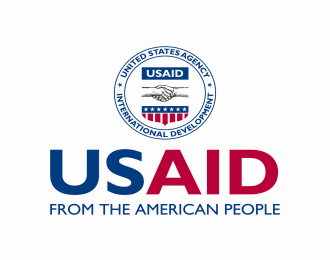 UNITED STATES AGENCY
USAID
INTERNATIONAL DEVELOPMENT
USAID
FROM THE AMERICAN PEOPLE